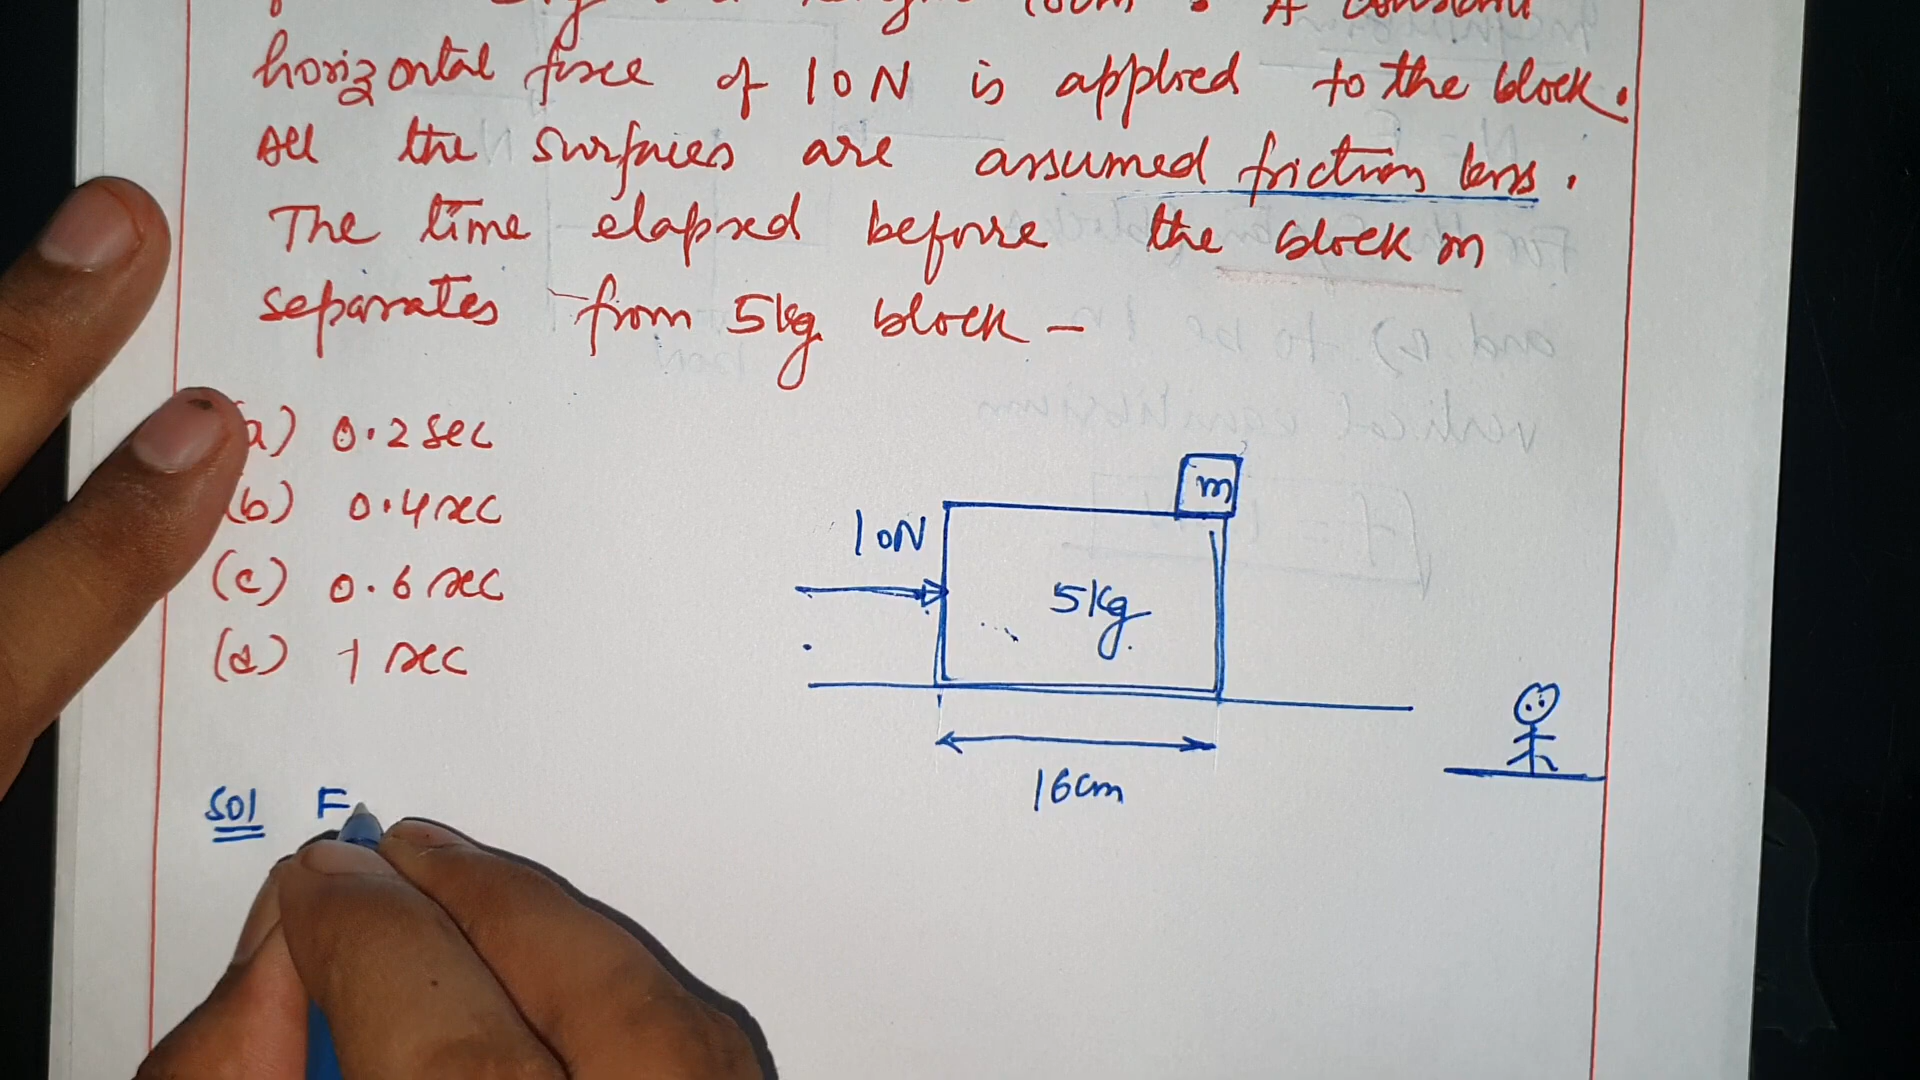 horizontal force of 10N is applied to the block.
All the surfaces are assumed friction less.
The time elapsed before the block m
separates from 5kg block -
a) 0.2 sec
(b) 0.4 sec
(c) 0.6 sec
(d) 1 sec
m
10N
5kg
16cm
Sol F